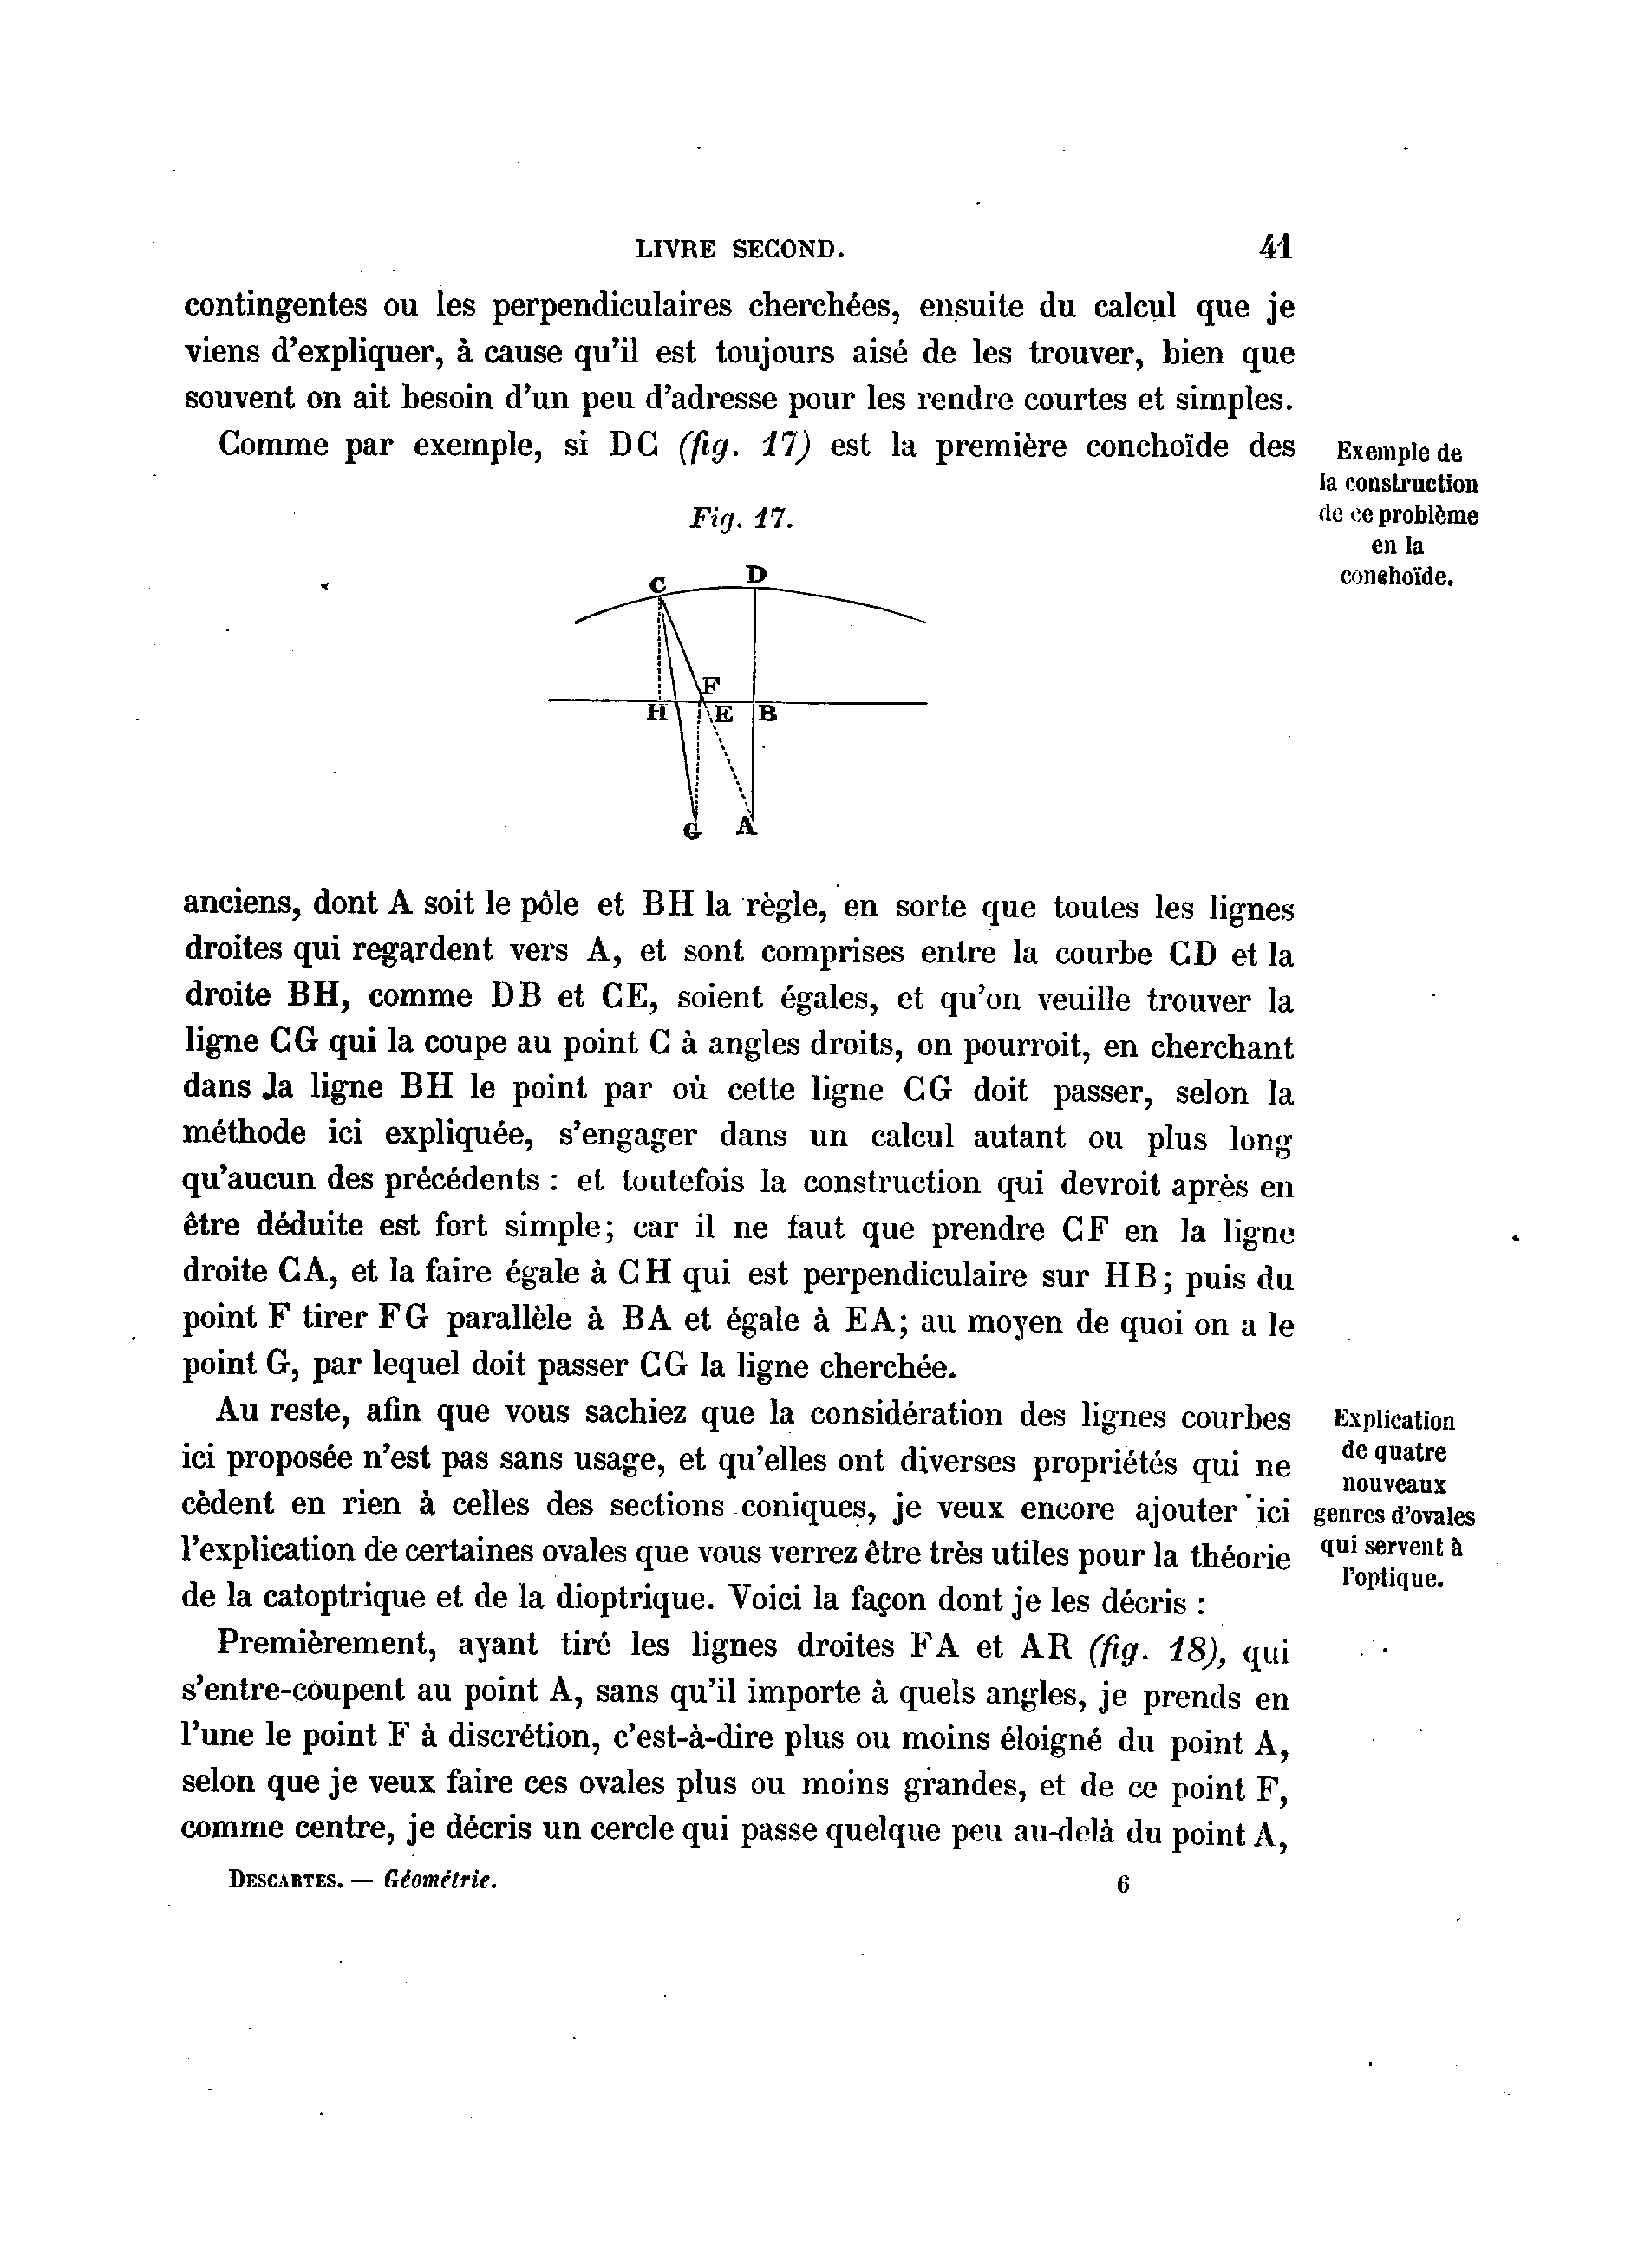 LIVRE SECOND. 41
contingentes ou les perpendiculaires cherchées, ensuite du calcul que je
viens d'expliquer, à cause qu'il est toujours aisé de les trouver, bien que
souvent on ait besoin d'un peu d'adresse pour les rendre courtes et simples.
Comme par exemple, si DC (fig. 17) est la première conchoïde des
Exemple de
la construction
de ce problème
en la
conchoïde.
Fig. 17.
C D
F
H E B
G A
anciens, dont A soit le pôle et BH la règle, en sorte que toutes les lignes
droites qui regardent vers A, et sont comprises entre la courbe CD et la
droite BH, comme DB et CE, soient égales, et qu'on veuille trouver la
ligne CG qui la coupe au point C à angles droits, on pourroit, en cherchant
dans la ligne BH le point par où cette ligne CG doit passer, selon la
méthode ici expliquée, s'engager dans un calcul autant ou plus long
qu'aucun des précédents : et toutefois la construction qui devroit après en
être déduite est fort simple; car il ne faut que prendre CF en la ligne
droite CA, et la faire égale à CH qui est perpendiculaire sur HB; puis du
point F tirer FG parallèle à BA et égale à EA; au moyen de quoi on a le
point G, par lequel doit passer CG la ligne cherchée.
Au reste, afin que vous sachiez que la considération des lignes courbes
ici proposée n'est pas sans usage, et qu'elles ont diverses propriétés qui ne
cèdent en rien à celles des sections coniques, je veux encore ajouter ici
l'explication de certaines ovales que vous verrez être très utiles pour la théorie
de la catoptrique et de la dioptrique. Voici la façon dont je les décris :
Explication
de quatre
nouveaux
genres d'ovales
qui servent à
l'optique.
Premièrement, ayant tiré les lignes droites FA et AR (fig. 18), qui
s'entre-coupent au point A, sans qu'il importe à quels angles, je prends en
l'une le point F à discrétion, c'est-à-dire plus ou moins éloigné du point A,
selon que je veux faire ces ovales plus ou moins grandes, et de ce point F,
comme centre, je décris un cercle qui passe quelque peu au-delà du point A,
DESCARTES. — Géométrie. 6